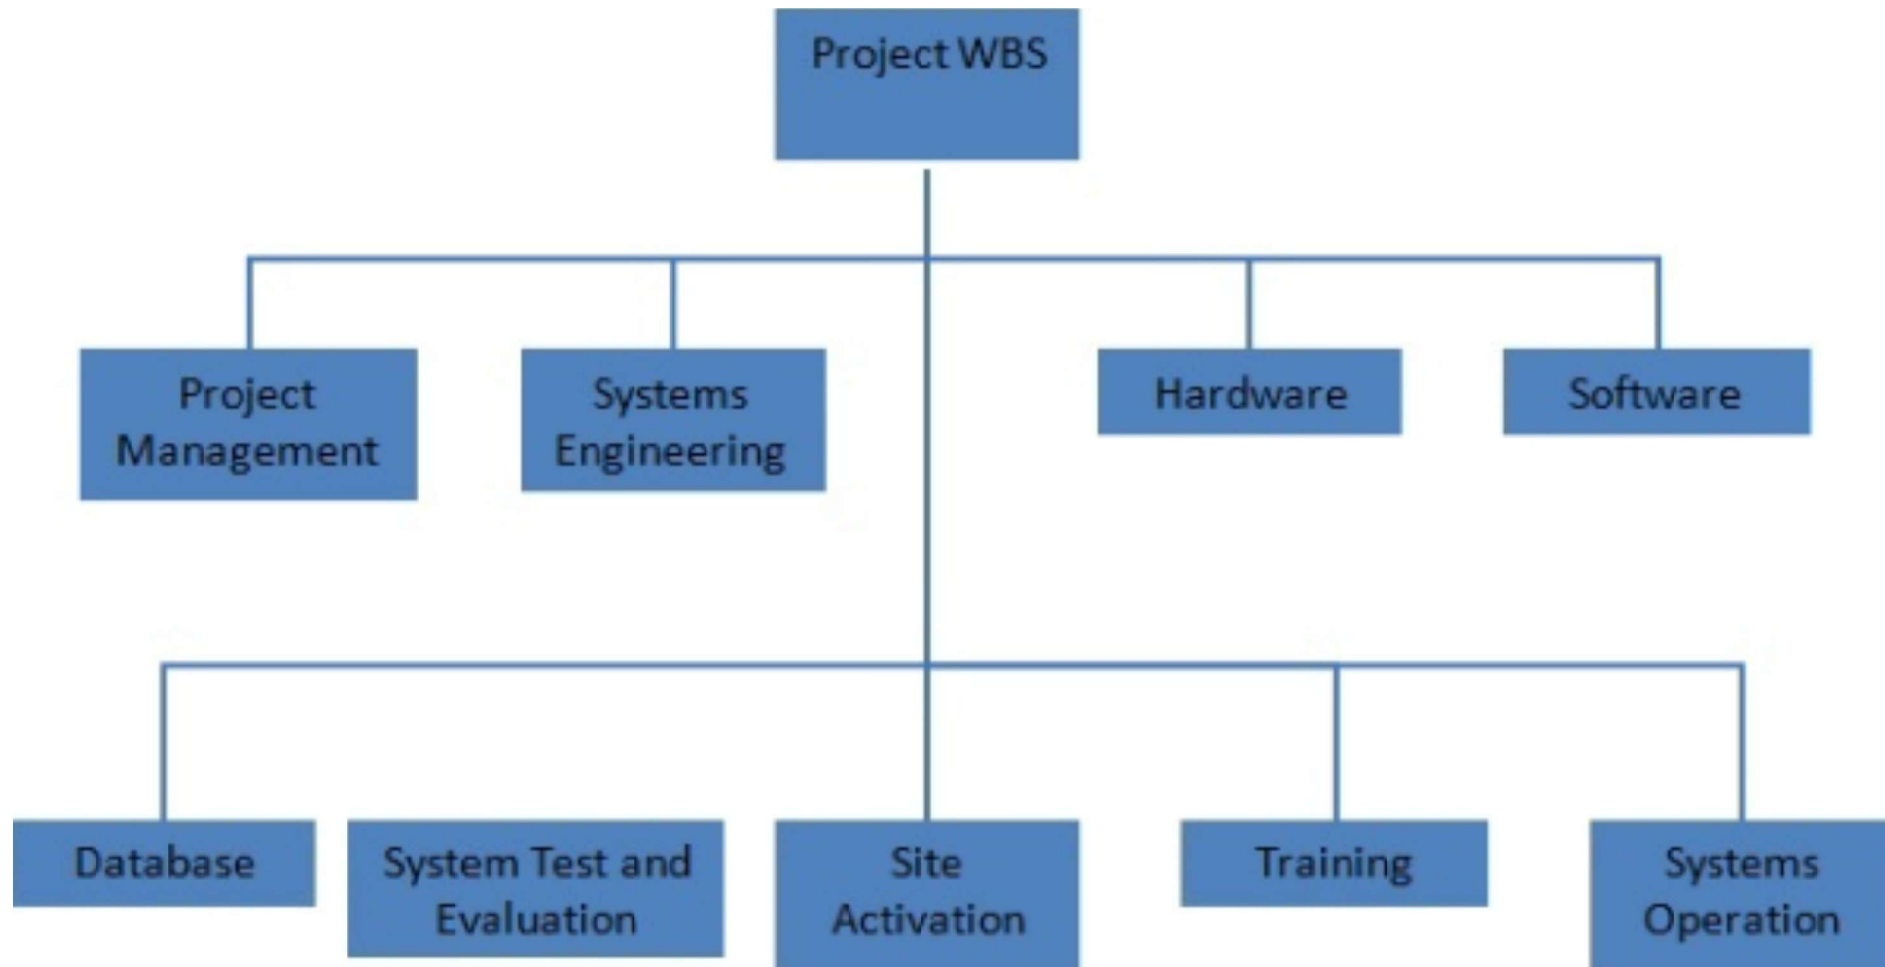 Project WBS
Project
Management
Systems
Engineering
Hardware
Software
Database
System Test and
Evaluation
Site
Activation
Training
Systems
Operation